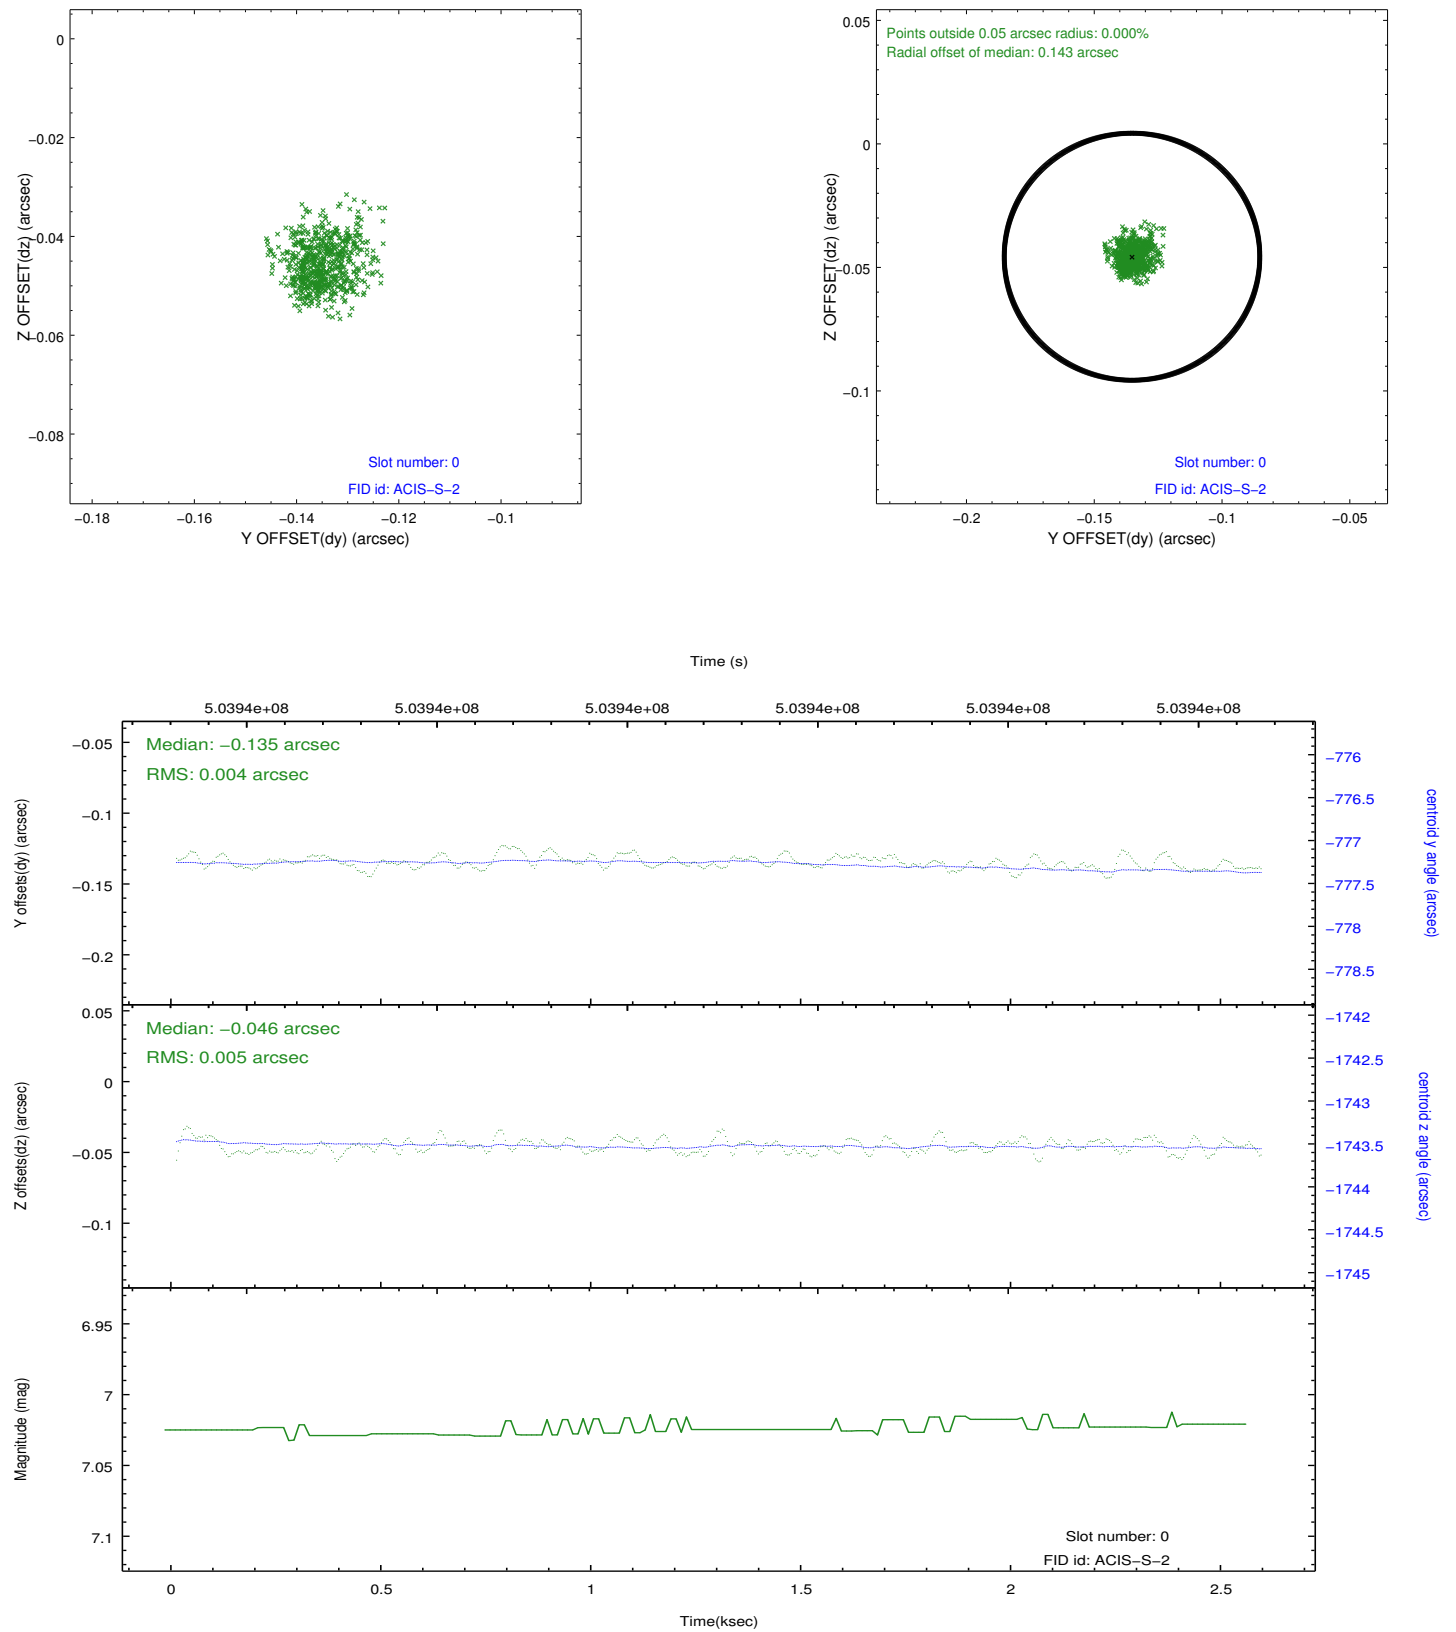 0
−0.02
−0.04
−0.06
−0.08
Z OFFSET(dz) (arcsec)
Slot number: 0
FID id: ACIS−S−2
−0.18
−0.16
−0.14
−0.12
−0.1
Y OFFSET(dy) (arcsec)
0.05
0
−0.05
−0.1
Z OFFSET(dz) (arcsec)
Points outside 0.05 arcsec radius: 0.000%
Radial offset of median: 0.143 arcsec
Slot number: 0
FID id: ACIS−S−2
−0.2
−0.15
−0.1
−0.05
Y OFFSET(dy) (arcsec)
Time (s)
5.0394e+08
5.0394e+08
5.0394e+08
5.0394e+08
5.0394e+08
5.0394e+08
Median: −0.135 arcsec
RMS: 0.004 arcsec
−0.05
−0.1
−0.15
−0.2
Y offsets(dy) (arcsec)
−776
−776.5
−777
−777.5
−778
−778.5
centroid y angle (arcsec)
Median: −0.046 arcsec
RMS: 0.005 arcsec
0.05
0
−0.05
−0.1
Z offsets(dz) (arcsec)
−1742
−1742.5
−1743
−1743.5
−1744
−1744.5
−1745
centroid z angle (arcsec)
6.95
7
7.05
7.1
Magnitude (mag)
Slot number: 0
FID id: ACIS−S−2
0
0.5
1
1.5
2
2.5
Time(ksec)